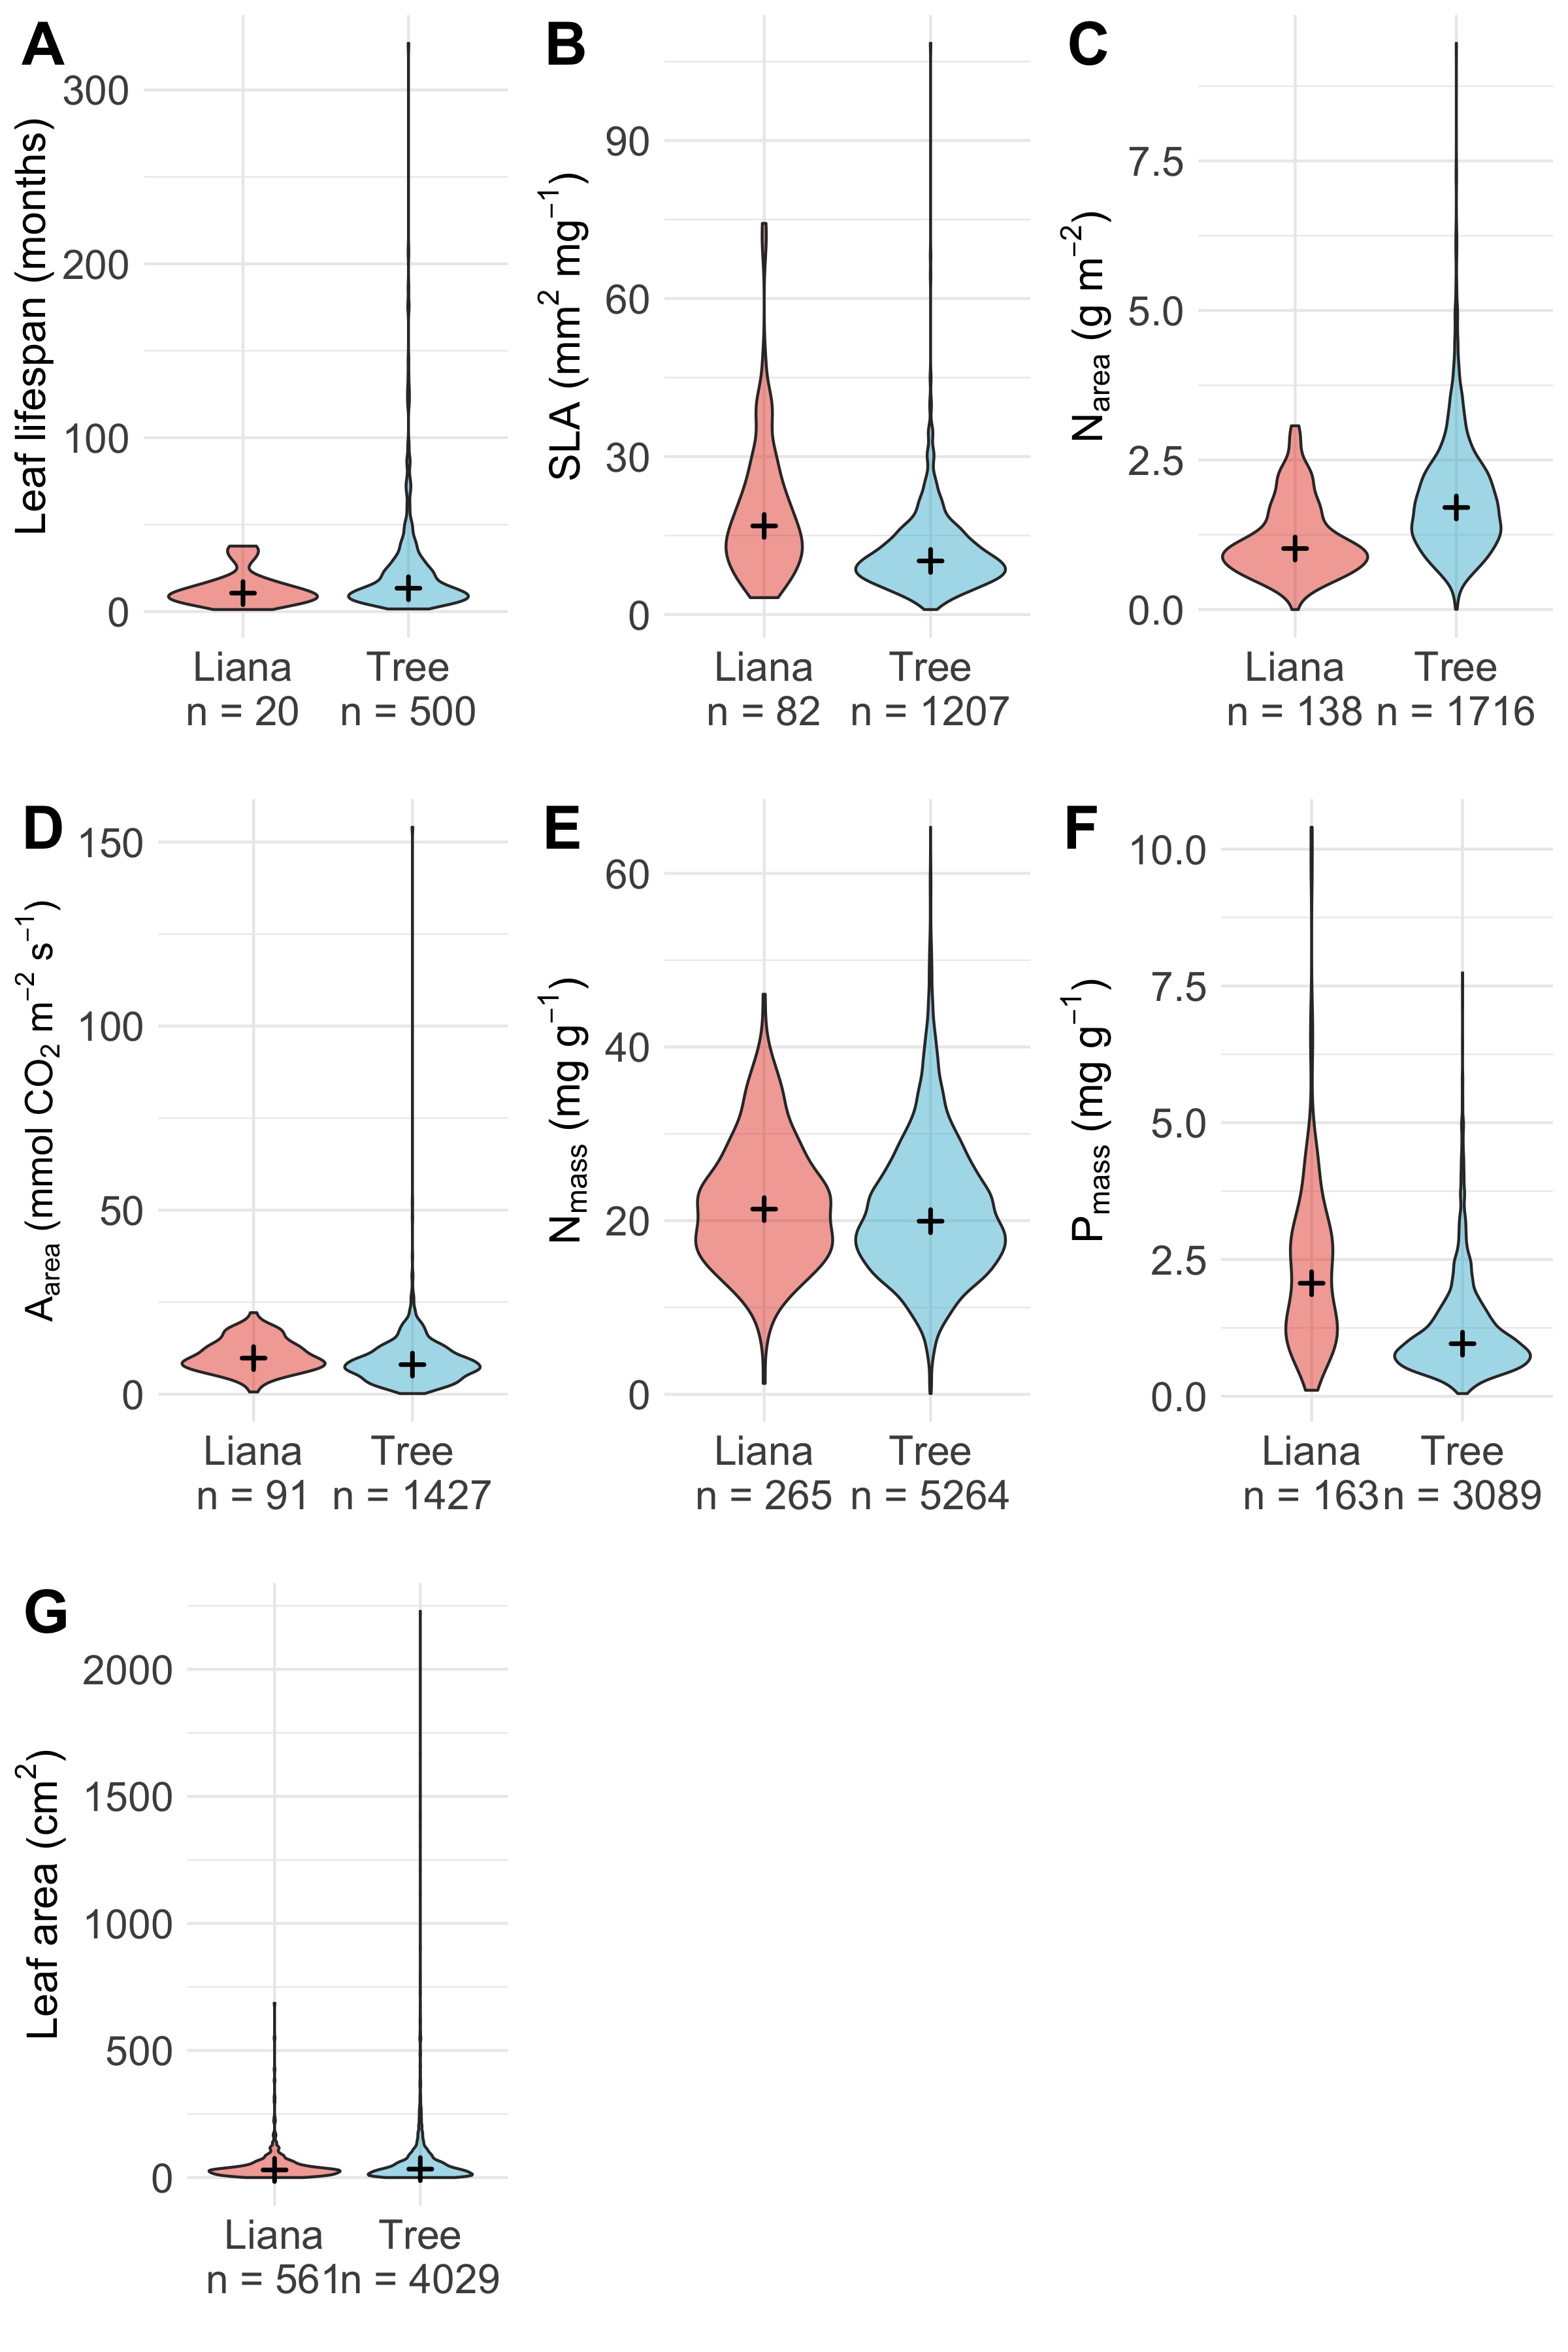 A
Leaf lifespan (months)
300
200
100
0
Liana
n = 20
Tree
n = 500
B
SLA (mm² mg⁻¹)
90
60
30
0
Liana
n = 82
Tree
n = 1207
C
Narea (g m⁻²)
7.5
5.0
2.5
0.0
Liana
n = 138
Tree
n = 1716
D
Aarea (mmol CO₂ m⁻² s⁻¹)
150
100
50
0
Liana
n = 91
Tree
n = 1427
E
Nmass (mg g⁻¹)
60
40
20
0
Liana
n = 265
Tree
n = 5264
F
Pmass (mg g⁻¹)
10.0
7.5
5.0
2.5
0.0
Liana
n = 163
Tree
n = 3089
G
Leaf area (cm²)
2000
1500
1000
500
0
Liana
n = 561
Tree
n = 4029